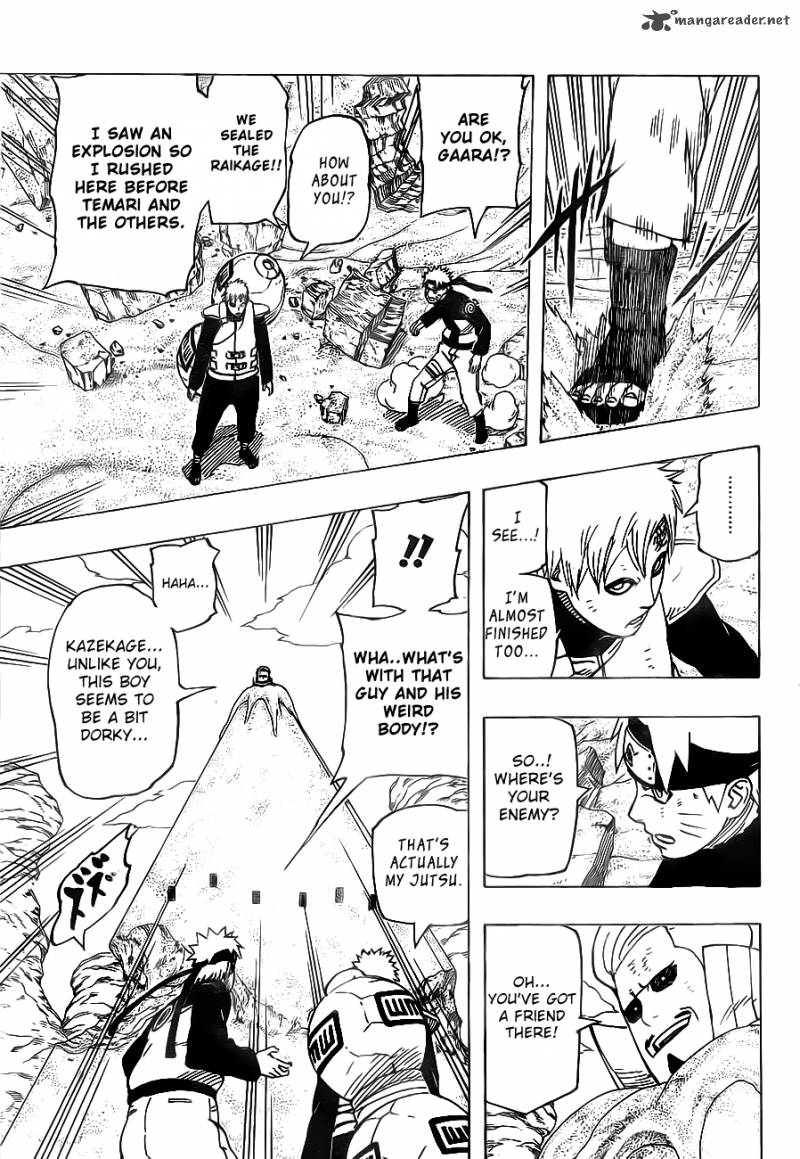 mangareader.net
ARE
YOU OK,
GAARA!?
HOW
ABOUT
YOU!?
WE
SEALED
THE
RAIKAGE!!
I SAW AN
EXPLOSION SO
I RUSHED
HERE BEFORE
TEMARI AND
THE OTHERS.
.........
I
SEE...!
I'M
ALMOST
FINISHED
TOO...
SO..!
WHERE'S
YOUR
ENEMY?
OH...
YOU'VE GOT
A FRIEND
THERE!
!!
WHA..WHAT'S
WITH THAT
GUY AND HIS
WEIRD
BODY!?
THAT'S
ACTUALLY
MY JUTSU.
HAHA...
KAZEKAGE...
UNLIKE YOU,
THIS BOY
SEEMS TO
BE A BIT
DORKY...